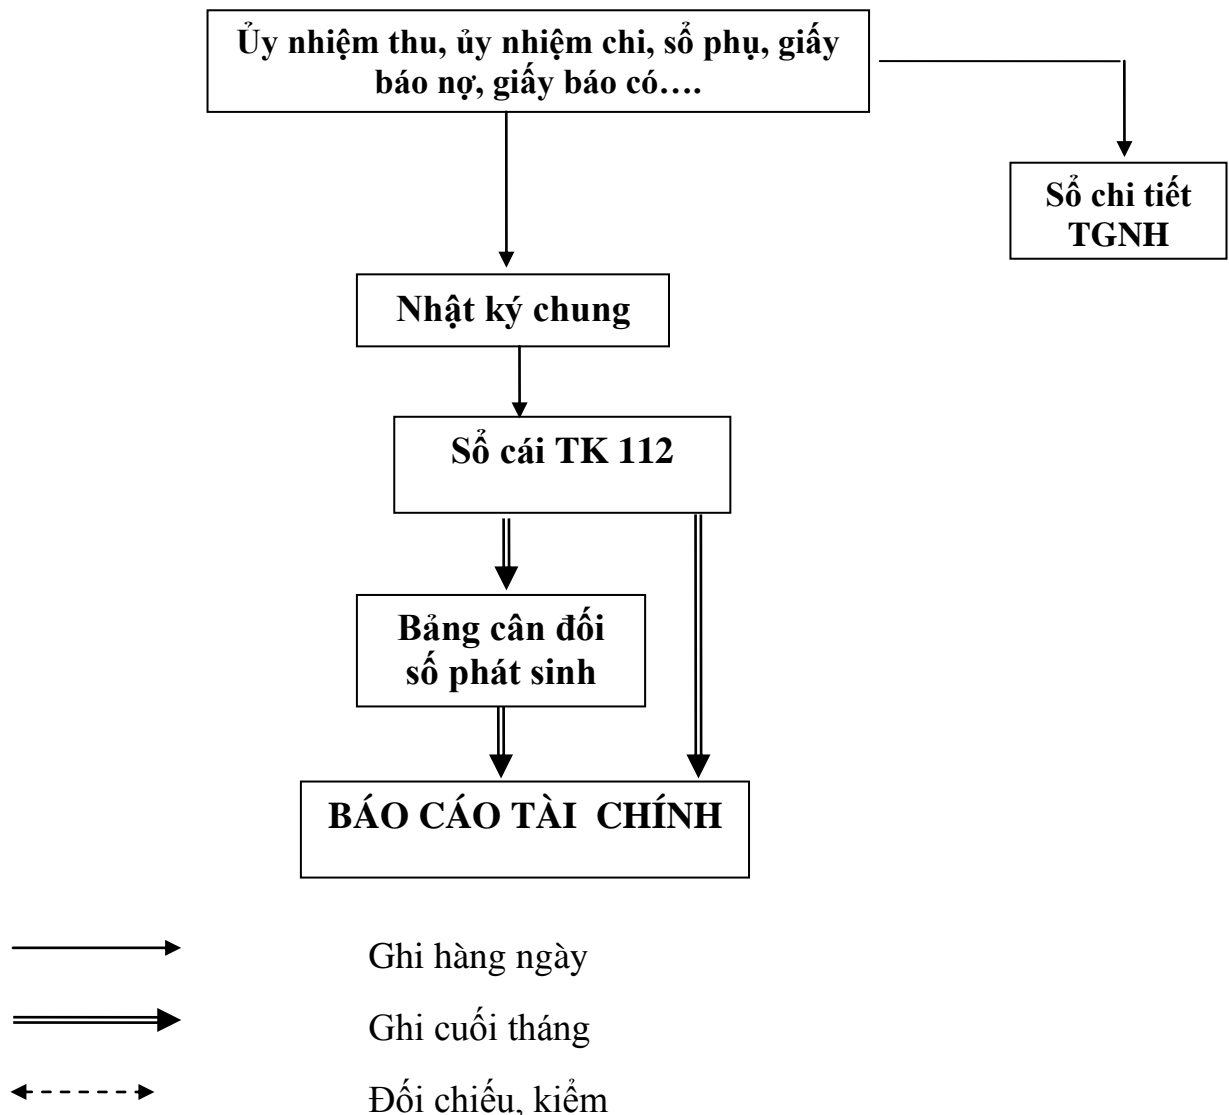 Ủy nhiệm thu, ủy nhiệm chi, sổ phụ, giấy
báo nợ, giấy báo có….
Sổ chi tiết
TGNH
Nhật ký chung
Sổ cái TK 112
Bảng cân đối
số phát sinh
BÁO CÁO TÀI CHÍNH
Ghi hàng ngày
Ghi cuối tháng
Đối chiếu, kiểm